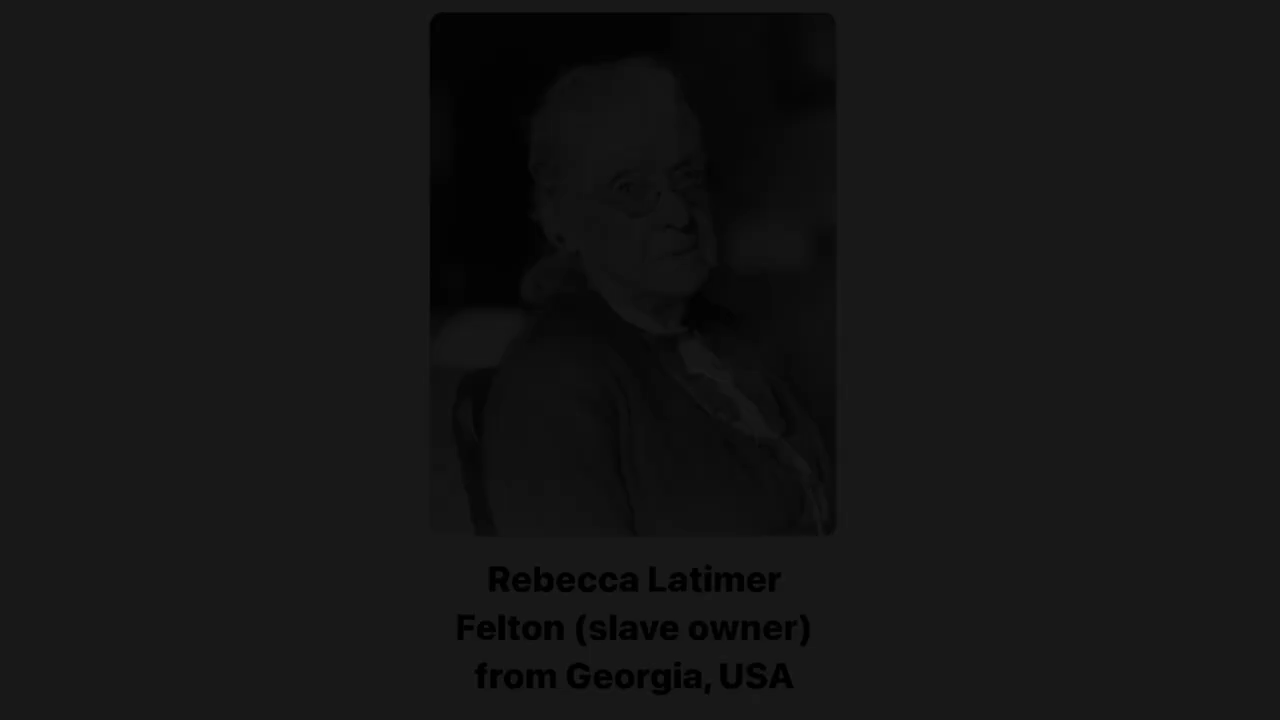 Rebecca Latimer
Felton (slave owner)
from Georgia, USA